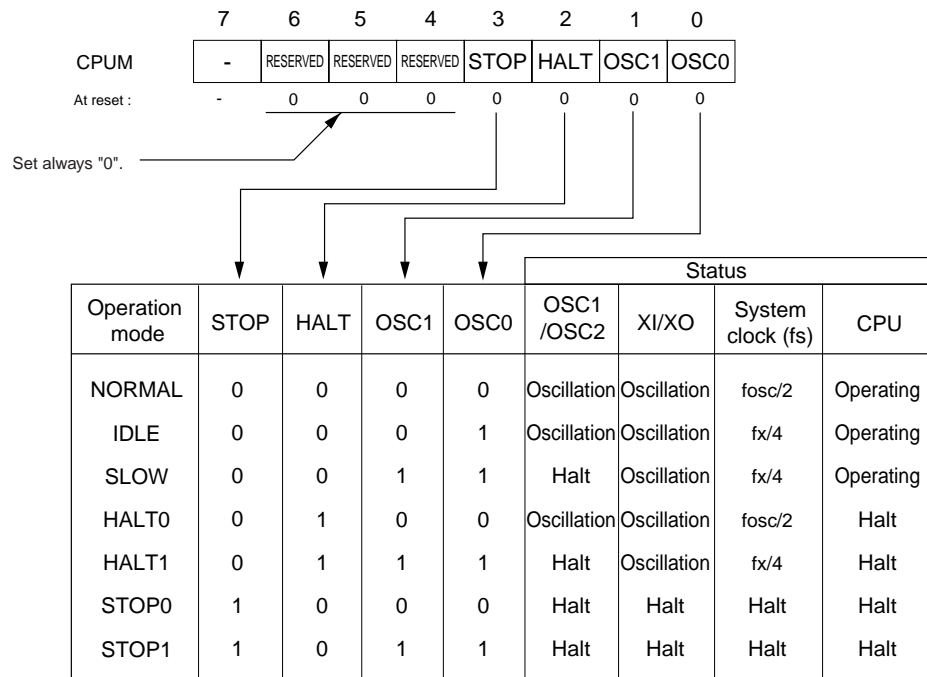 7 6 5 4 3 2 1 0
CPUM - RESERVED RESERVED RESERVED STOP HALT OSC1 OSC0
At reset : - 0 0 0 0 0 0 0
Set always "0".
Status
Operation mode STOP HALT OSC1 OSC0 OSC1 /OSC2 XI/XO System clock (fs) CPU
NORMAL 0 0 0 0 Oscillation Oscillation fosc/2 Operating
IDLE 0 0 0 1 Oscillation Oscillation fx/4 Operating
SLOW 0 0 1 1 Halt Oscillation fx/4 Operating
HALT0 0 1 0 0 Oscillation Oscillation fosc/2 Halt
HALT1 0 1 1 1 Halt Oscillation fx/4 Halt
STOP0 1 0 0 0 Halt Halt Halt Halt
STOP1 1 0 1 1 Halt Halt Halt Halt